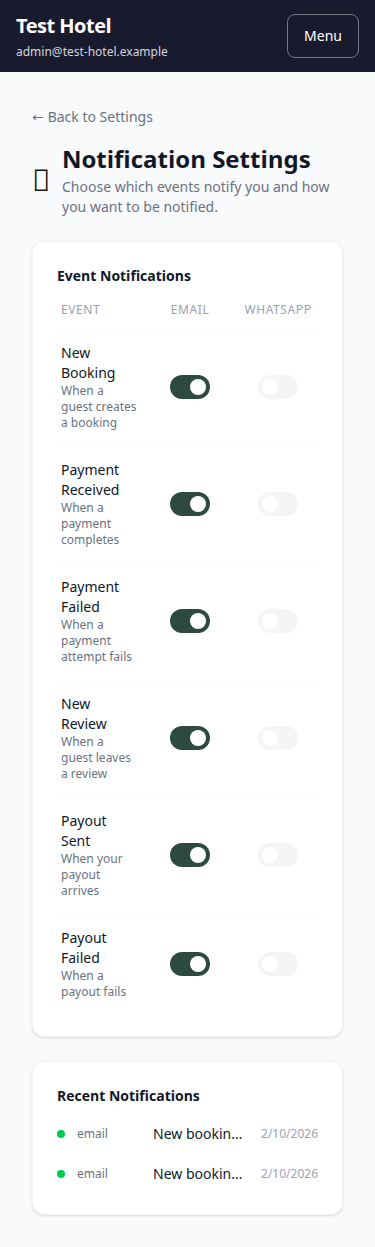 Test Hotel
admin@test-hotel.example
Menu
← Back to Settings
Notification Settings
Choose which events notify you and how
you want to be notified.
Event Notifications
EVENT EMAIL WHATSAPP
New
Booking
When a
guest creates
a booking
Payment
Received
When a
payment
completes
Payment
Failed
When a
payment
attempt fails
New
Review
When a
guest leaves
a review
Payout
Sent
When your
payout
arrives
Payout
Failed
When a
payout fails
Recent Notifications
email New bookin... 2/10/2026
email New bookin... 2/10/2026